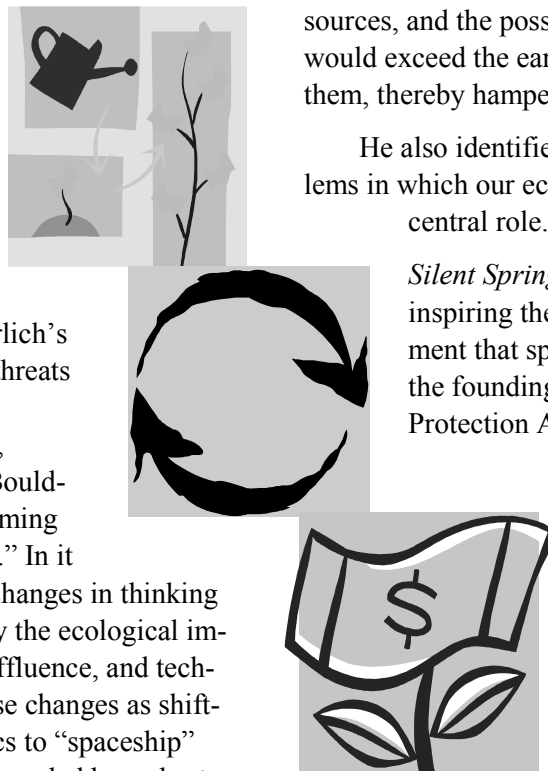 rlich’s
threats
,
Bould-
ming
.” In it
hanges in thinking
y the ecological im-
ffluence, and tech-
se changes as shift-
cs to “spaceship”
sources, and the poss
would exceed the ear
them, thereby hampe
He also identifie
lems in which our ec
central role.
Silent Spring
inspiring the
ment that sp
the founding
Protection A
$